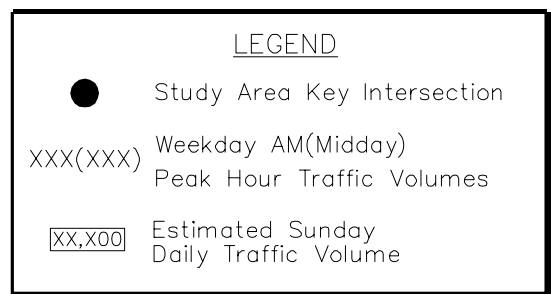 LEGEND
Study Area Key Intersection
XXX(XXX) Weekday AM(Midday)
Peak Hour Traffic Volumes
XX,X00 Estimated Sunday
Daily Traffic Volume